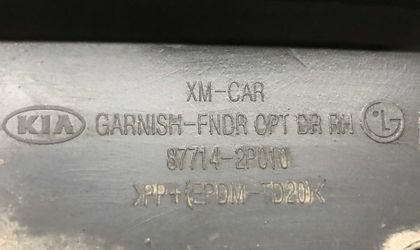 XM-CAR
KIA GARNISH-FNDR OPT DR RH LG
87714-2P010
>PP+(EPDM-TD20)<